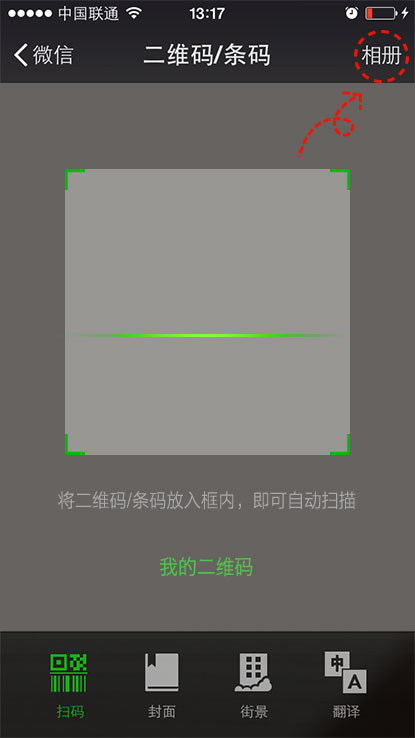 中国联通 13:17
微信 二维码/条码 相册
将二维码/条码放入框内，即可自动扫描
我的二维码
中 A
扫码 封面 街景 翻译